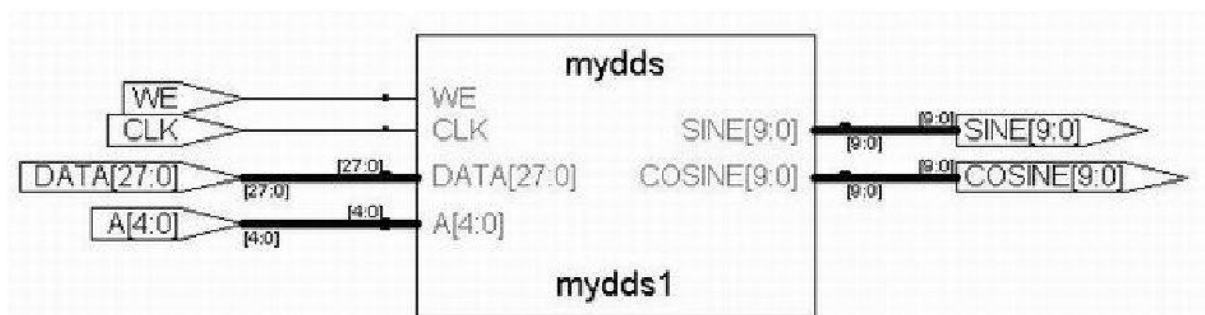 mydds
WE WE
CLK CLK SINE[9:0] [9:0] [9:0] SINE[9:0]
DATA[27:0] [27:0] [27:0] DATA[27:0] COSINE[9:0] [9:0] [9:0] COSINE[9:0]
A[4:0] [4:0] [4:0] A[4:0]
mydds1